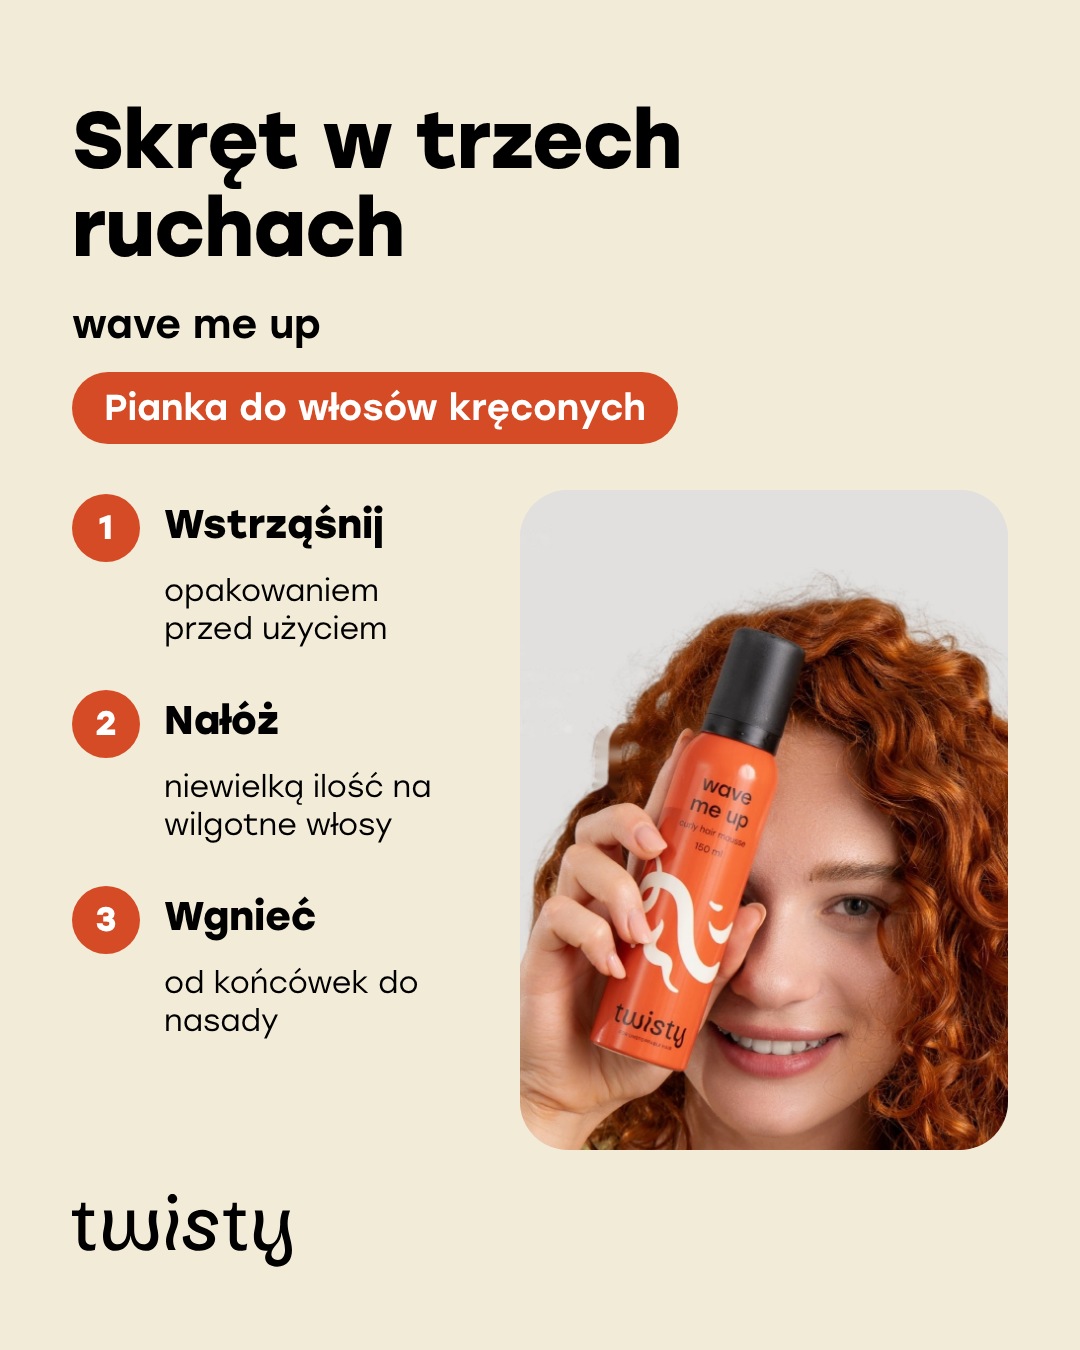 Skręt w trzech
ruchach
wave me up
Pianka do włosów kręconych
1 Wstrząśnij
opakowaniem
przed użyciem
2 Nałóż
niewielką ilość na
wilgotne włosy
3 Wgnieć
od końcówek do
nasady
wave
me up
curly hair mousse
150 ml
twisty
twisty